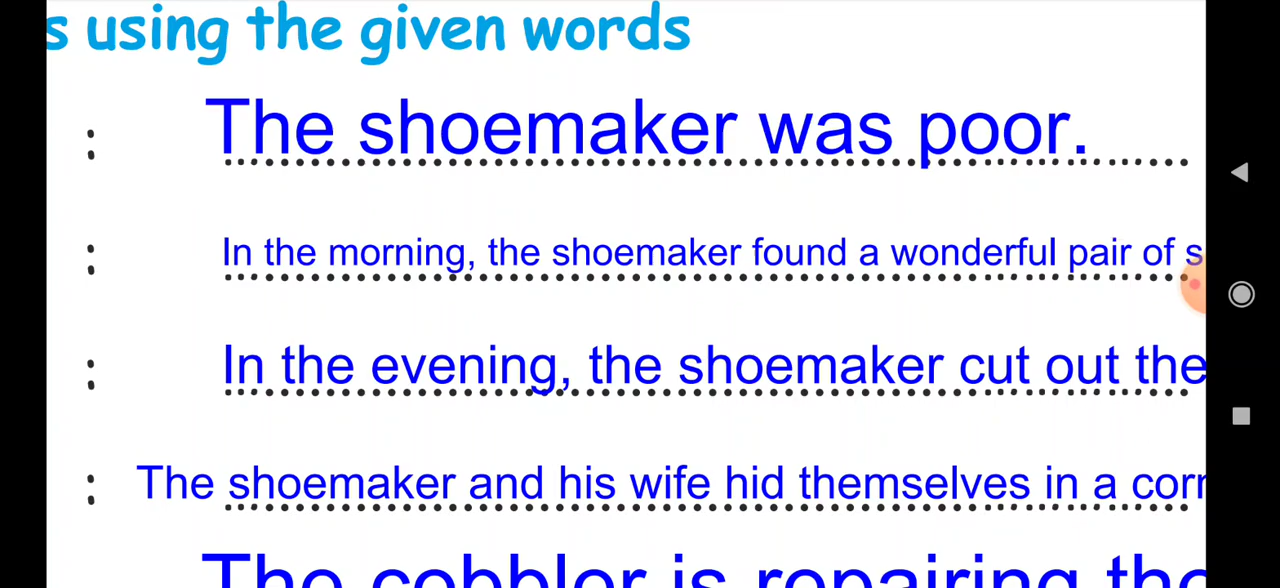 s using the given words
: The shoemaker was poor.
: In the morning, the shoemaker found a wonderful pair of s
: In the evening, the shoemaker cut out the
: The shoemaker and his wife hid themselves in a corr
The cobbler is repairing the